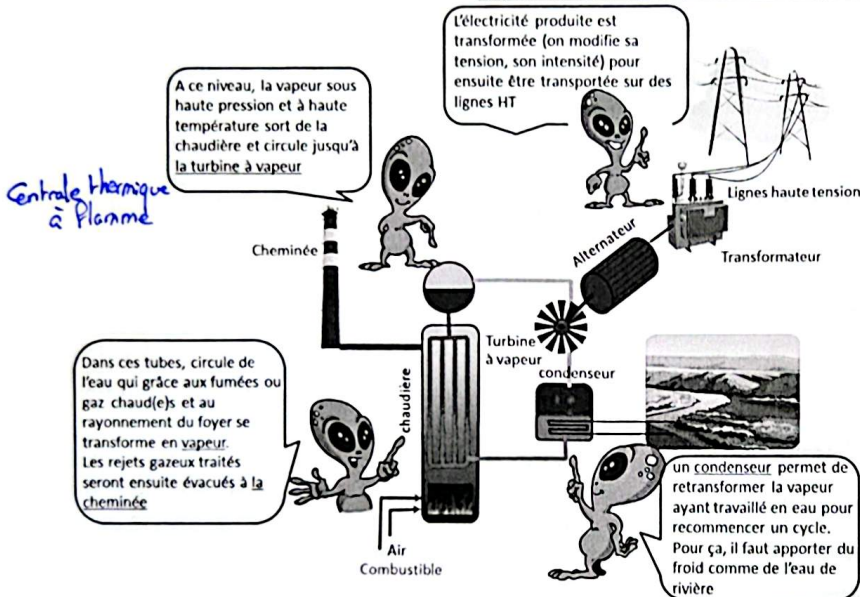 L'électricité produite est
transformée (on modifie sa
tension, son intensité) pour
ensuite être transportée sur des
lignes HT
A ce niveau, la vapeur sous
haute pression et à haute
température sort de la
chaudière et circule jusqu'à
la turbine à vapeur
Centrale thermique
à flamme
Cheminée
Lignes haute tension
Alternateur
Transformateur
Turbine
à vapeur
condenseur
chaudière
Dans ces tubes, circule de
l'eau qui grâce aux fumées ou
gaz chaud(e)s et au
rayonnement du foyer se
transforme en vapeur.
Les rejets gazeux traités
seront ensuite évacués à la
cheminée
Air
Combustible
un condenseur permet de
retransformer la vapeur
ayant travaillé en eau pour
recommencer un cycle.
Pour ça, il faut apporter du
froid comme de l'eau de
rivière